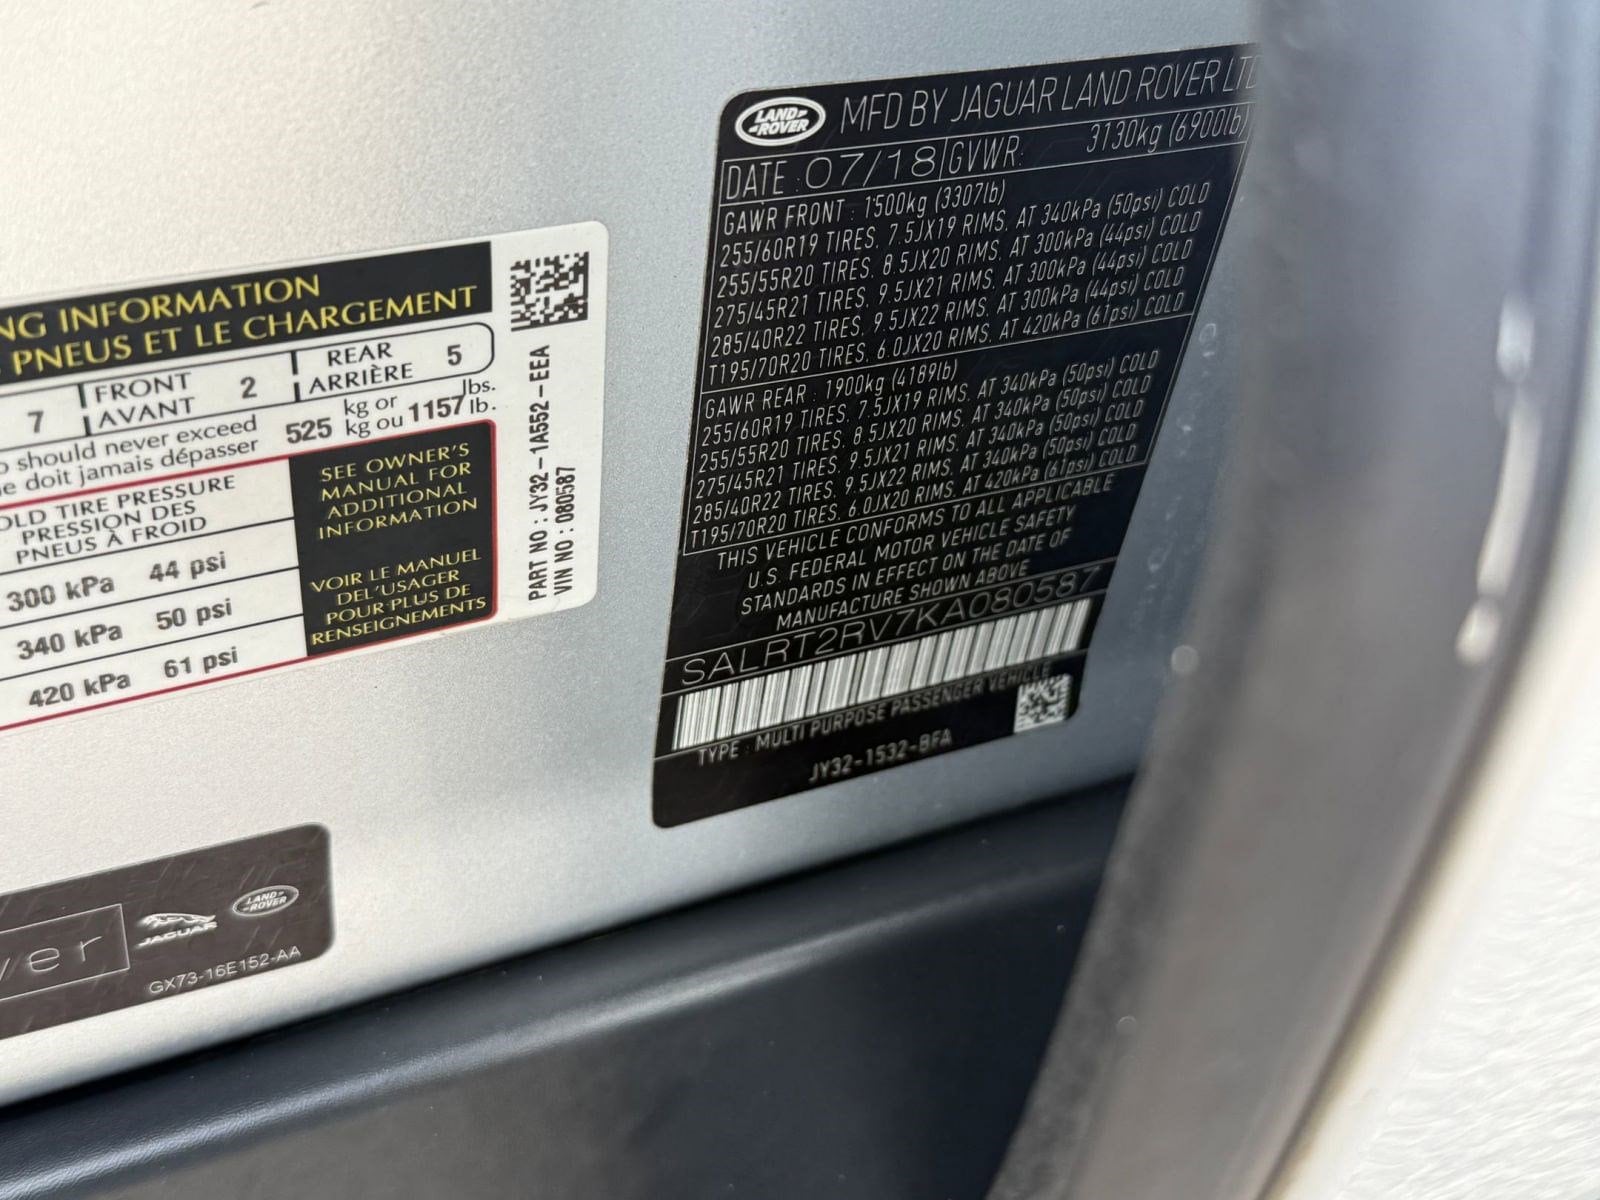 NG INFORMATION
PNEUS ET LE CHARGEMENT
7 FRONT AVANT 2 REAR ARRIÈRE 5
should never exceed
doit jamais dépasser
525 kg or kg ou 1157 lbs. lb.
OLD TIRE PRESSURE
PRESSION DES
PNEUS À FROID
300 kPa 44 psi
340 kPa 50 psi
420 kPa 61 psi
SEE OWNER'S
MANUAL FOR
ADDITIONAL
INFORMATION
VOIR LE MANUEL
DEL'USAGER
POUR PLUS DE
RENSEIGNEMENTS
PART NO : JY32-1A552-EEA
VIN NO : 080587
LAND-
-ROVER
MFD BY JAGUAR LAND ROVER LTD
DATE : 07/18 GVWR: 3130kg (6900lb)
GAWR FRONT : 1500kg (3307lb)
255/60R19 TIRES, 7.5JX19 RIMS, AT 340kPa (50psi) COLD
255/55R20 TIRES, 8.5JX20 RIMS, AT 300kPa (44psi) COLD
275/45R21 TIRES, 9.5JX21 RIMS, AT 300kPa (44psi) COLD
285/40R22 TIRES, 9.5JX22 RIMS, AT 300kPa (44psi) COLD
T195/70R20 TIRES, 6.0JX20 RIMS, AT 420kPa (61psi) COLD
GAWR REAR : 1900kg (4189lb)
255/60R19 TIRES, 7.5JX19 RIMS, AT 340kPa (50psi) COLD
255/55R20 TIRES, 8.5JX20 RIMS, AT 340kPa (50psi) COLD
275/45R21 TIRES, 9.5JX21 RIMS, AT 340kPa (50psi) COLD
285/40R22 TIRES, 9.5JX22 RIMS, AT 340kPa (50psi) COLD
T195/70R20 TIRES, 6.0JX20 RIMS, AT 420kPa (61psi) COLD
THIS VEHICLE CONFORMS TO ALL APPLICABLE
U.S. FEDERAL MOTOR VEHICLE SAFETY
STANDARDS IN EFFECT ON THE DATE OF
MANUFACTURE SHOWN ABOVE
SALRT2RV7KA080587
TYPE : MULTI PURPOSE PASSENGER VEHICLE
JY32-1532-BFA
ver
JAGUAR
LAND-
-ROVER
GX73-16E152-AA